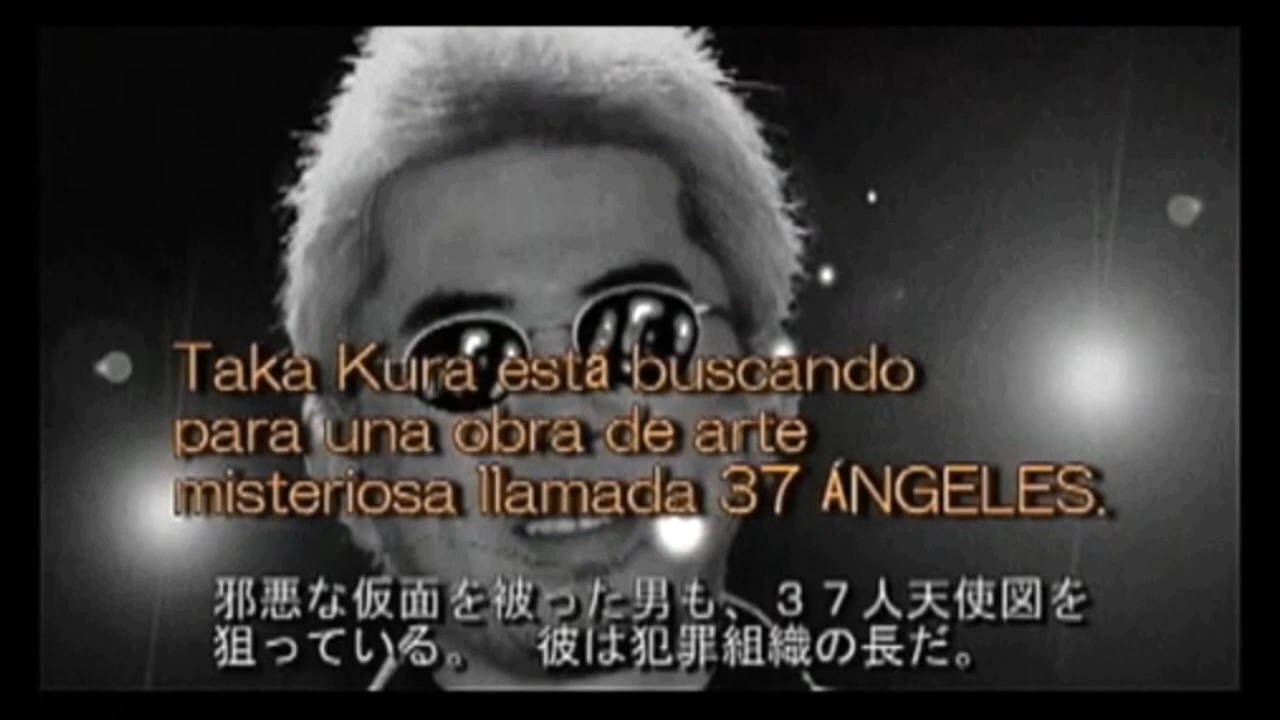 Taka Kura está buscando
para una obra de arte
misteriosa llamada 37 ÁNGELES.
邪悪な仮面を被った男も、３７人天使図を
狙っている。　彼は犯罪組織の長だ。